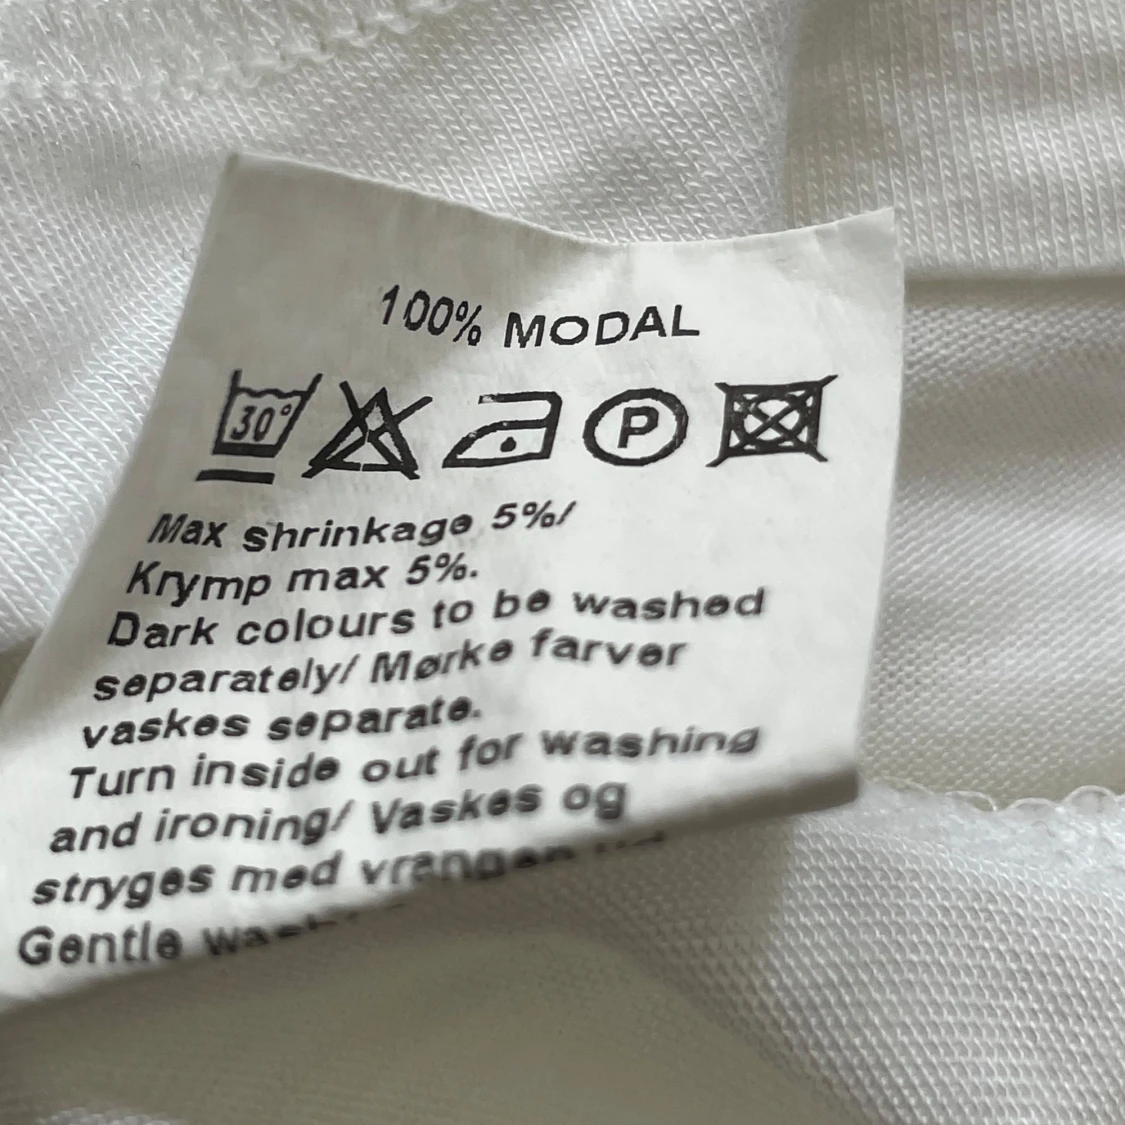 100% MODAL
30° P
Max shrinkage 5%/
Krymp max 5%.
Dark colours to be washed
separately/ Mørke farver
vaskes separate.
Turn inside out for washing
and ironing/ Vaskes og
stryges med vrangen
Gentle